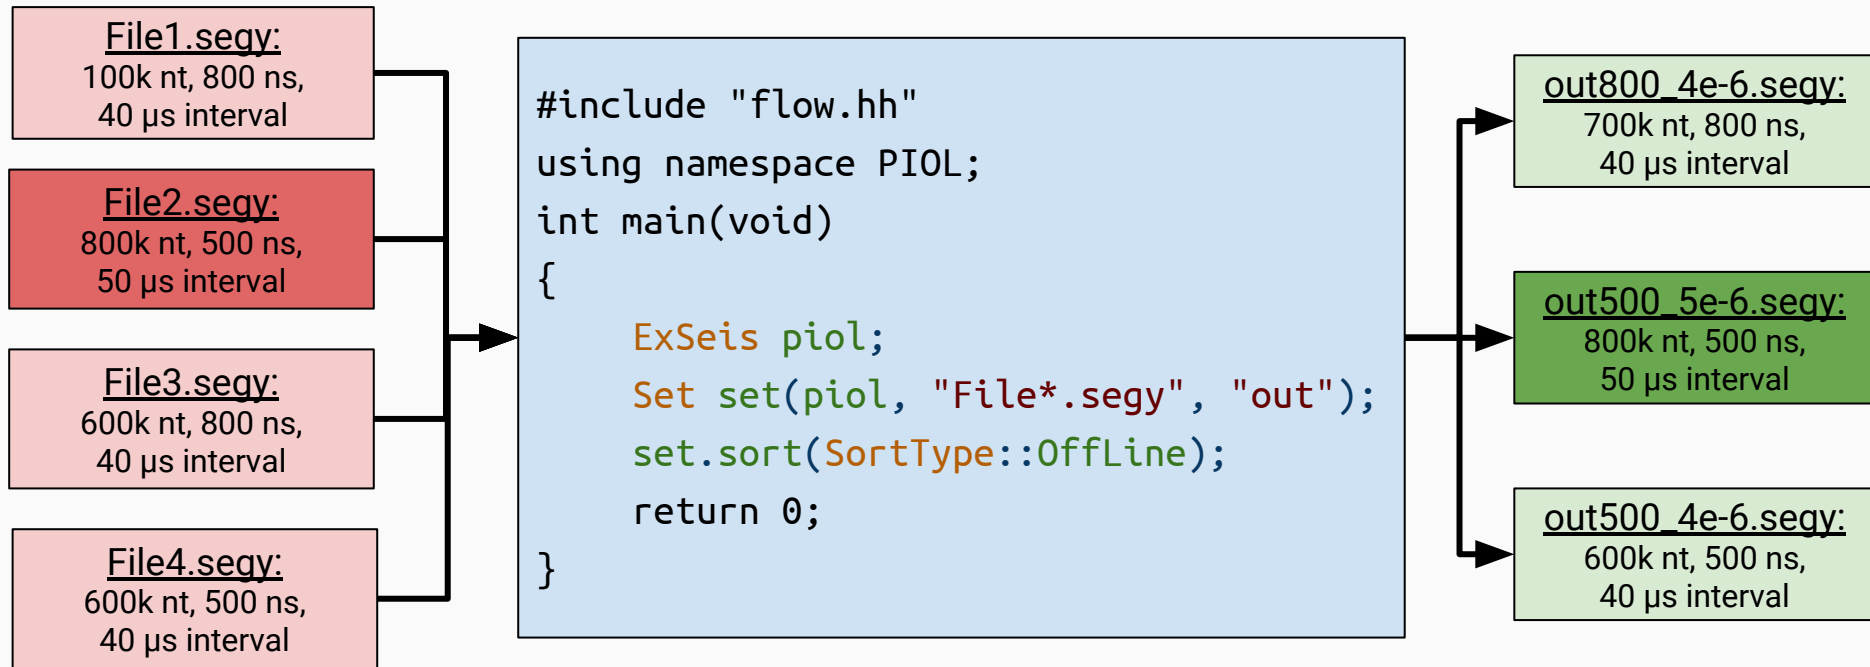 File1.segy:
100k nt, 800 ns,
40 µs interval
File2.segy:
800k nt, 500 ns,
50 µs interval
File3.segy:
600k nt, 800 ns,
40 µs interval
File4.segy:
600k nt, 500 ns,
40 µs interval
#include "flow.hh"
using namespace PIOL;
int main(void)
{
    ExSeis piol;
    Set set(piol, "File*.segy", "out");
    set.sort(SortType::OffLine);
    return 0;
}
out800_4e-6.segy:
700k nt, 800 ns,
40 µs interval
out500_5e-6.segy:
800k nt, 500 ns,
50 µs interval
out500_4e-6.segy:
600k nt, 500 ns,
40 µs interval